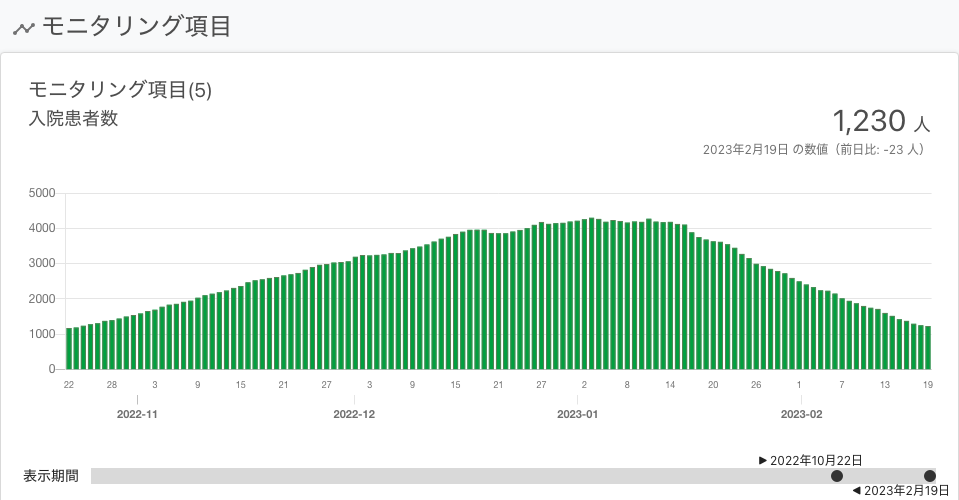 モニタリング項目
モニタリング項目(5)
入院患者数
1,230 人
2023年2月19日 の数値（前日比: -23 人）
5000
4000
3000
2000
1000
0
22 28 3 9 15 21 27 3 9 15 21 27 2 8 14 20 26 1 7 13 19
2022-11 2022-12 2023-01 2023-02
▶ 2022年10月22日
表示期間
◀ 2023年2月19日